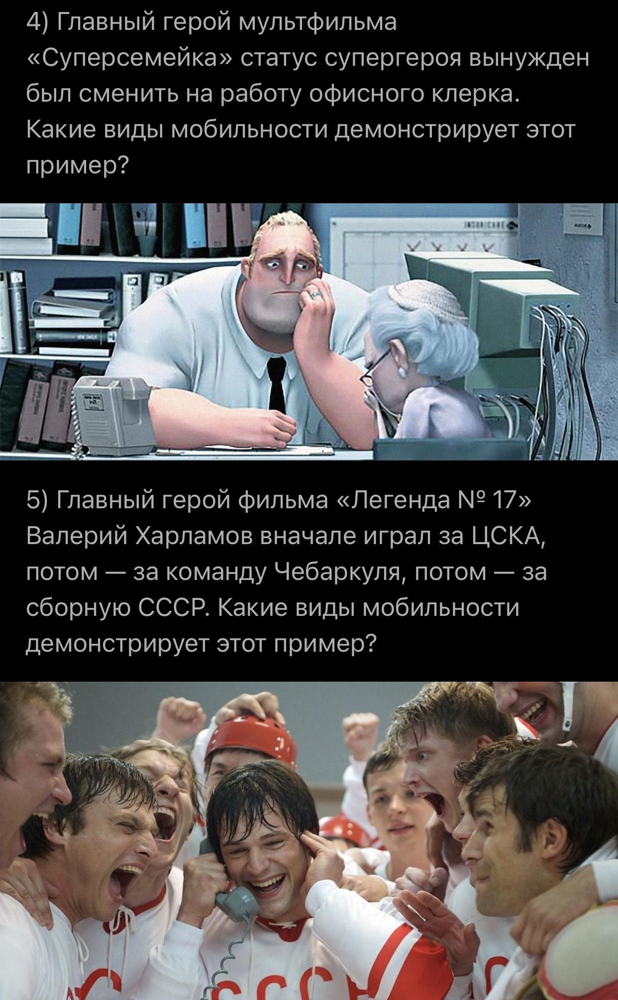 4) Главный герой мультфильма
«Суперсемейка» статус супергероя вынужден
был сменить на работу офисного клерка.
Какие виды мобильности демонстрирует этот
пример?
INSURICARE
5) Главный герой фильма «Легенда № 17»
Валерий Харламов вначале играл за ЦСКА,
потом — за команду Чебаркуля, потом — за
сборную СССР. Какие виды мобильности
демонстрирует этот пример?
СССР